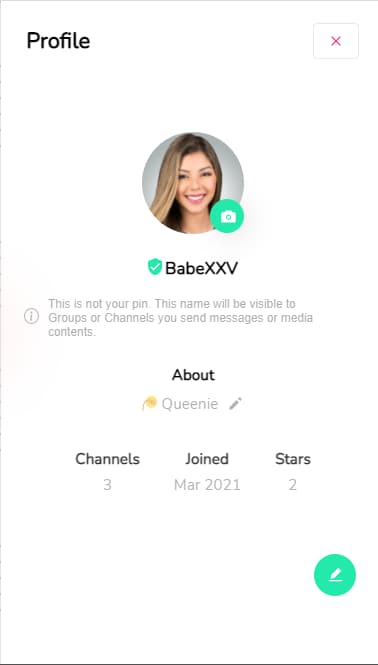 Profile
BabeXXV
This is not your pin. This name will be visible to
Groups or Channels you send messages or media
contents.
About
Queenie
Channels Joined Stars
3 Mar 2021 2